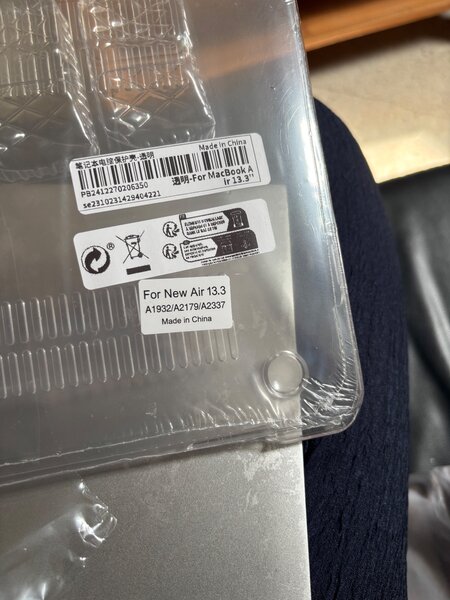 笔记本电脑保护壳-透明
Made in China
透明-For MacBook A
ir 13.3"
PB2412270206350
se2310231429404221
®
For New Air 13.3
A1932/A2179/A2337
Made in China